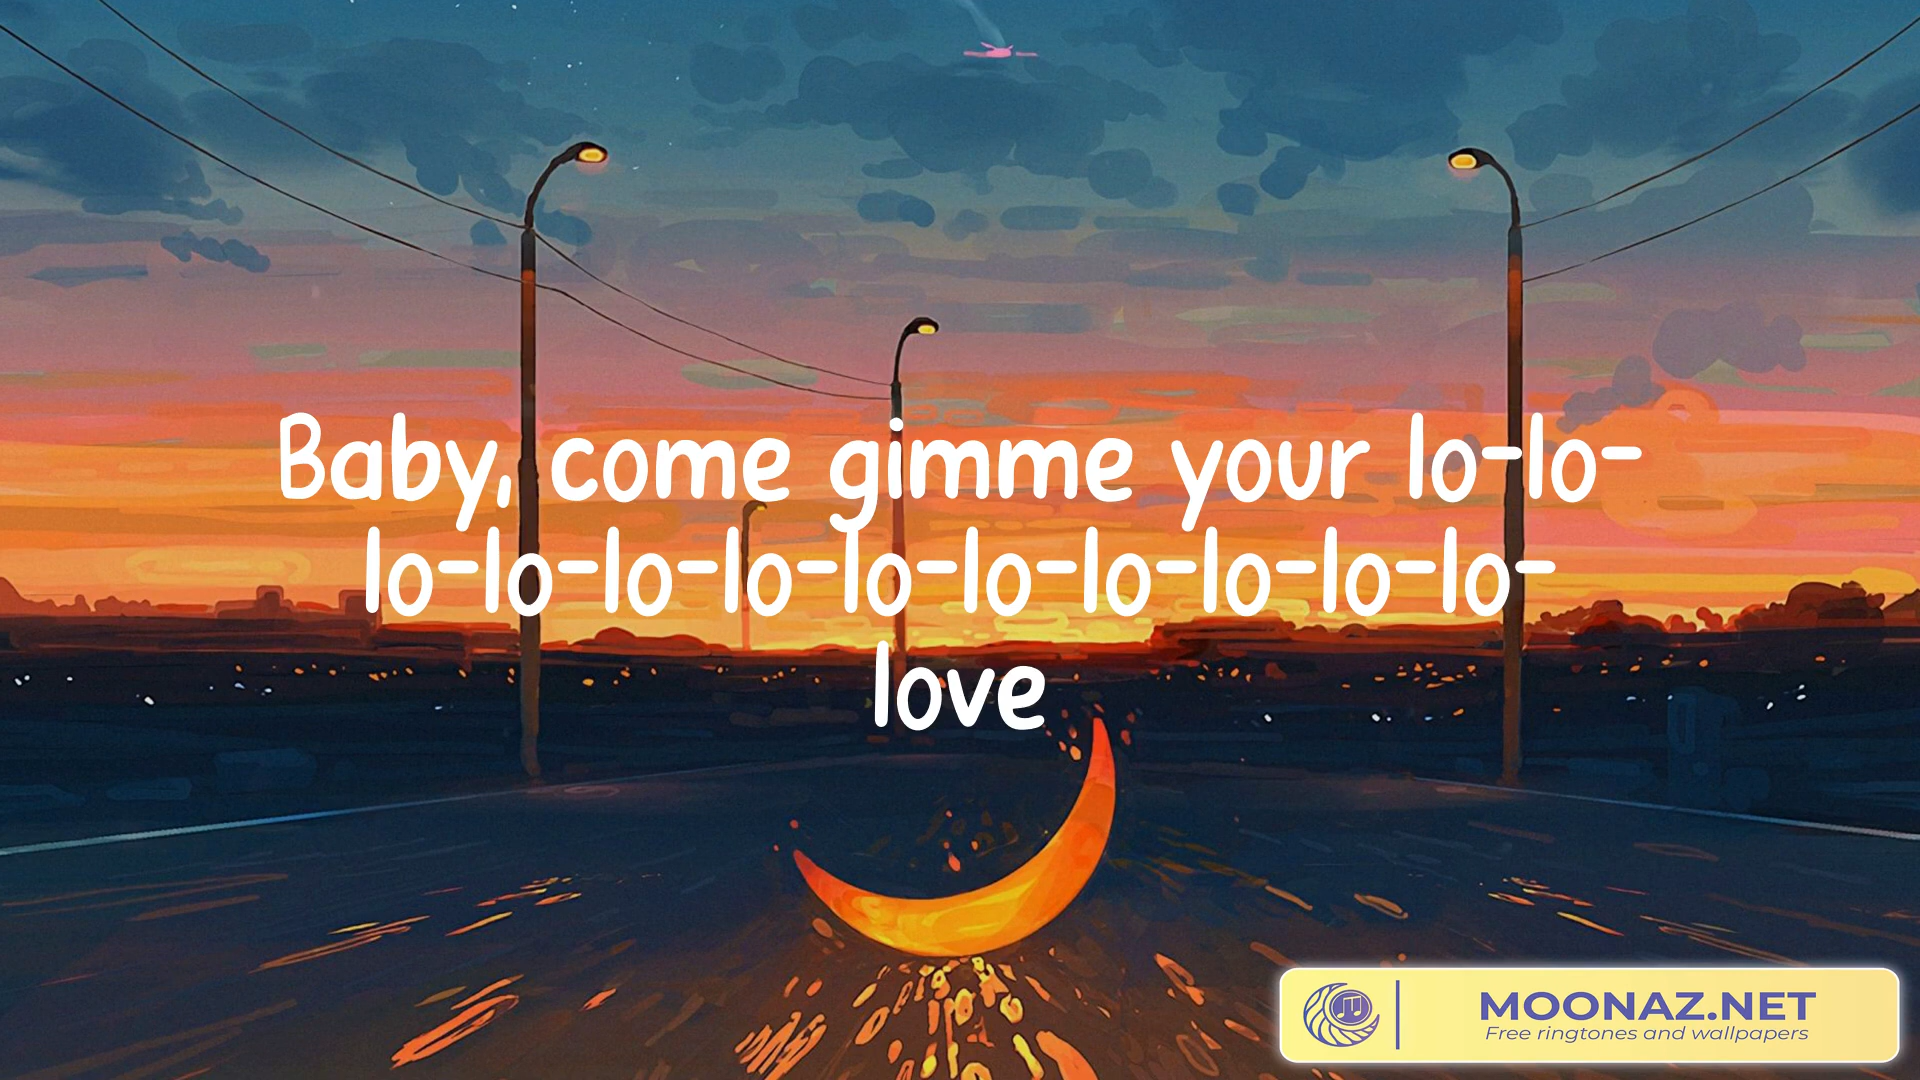 Baby, come gimme your lo-lo-
lo-lo-lo-lo-lo-lo-lo-lo-lo-lo-
love
MOONAZ.NET
Free ringtones and wallpapers